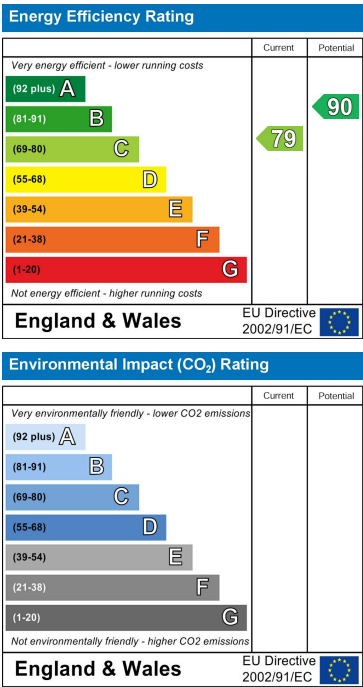 Energy Efficiency Rating
Current Potential
Very energy efficient - lower running costs
(92 plus) A
(81-91) B
(69-80) C
(55-68) D
(39-54) E
(21-38) F
(1-20) G
79
90
Not energy efficient - higher running costs
England & Wales
EU Directive
2002/91/EC
Environmental Impact (CO₂) Rating
Current Potential
Very environmentally friendly - lower CO2 emissions
(92 plus) A
(81-91) B
(69-80) C
(55-68) D
(39-54) E
(21-38) F
(1-20) G
Not environmentally friendly - higher CO2 emissions
England & Wales
EU Directive
2002/91/EC